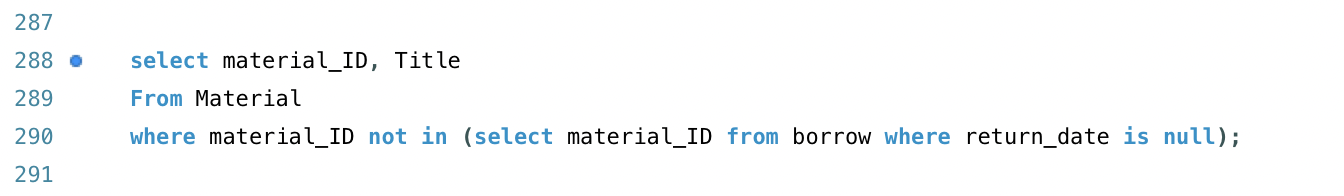 287
288 select material_ID, Title
289 From Material
290 where material_ID not in (select material_ID from borrow where return_date is null);
291